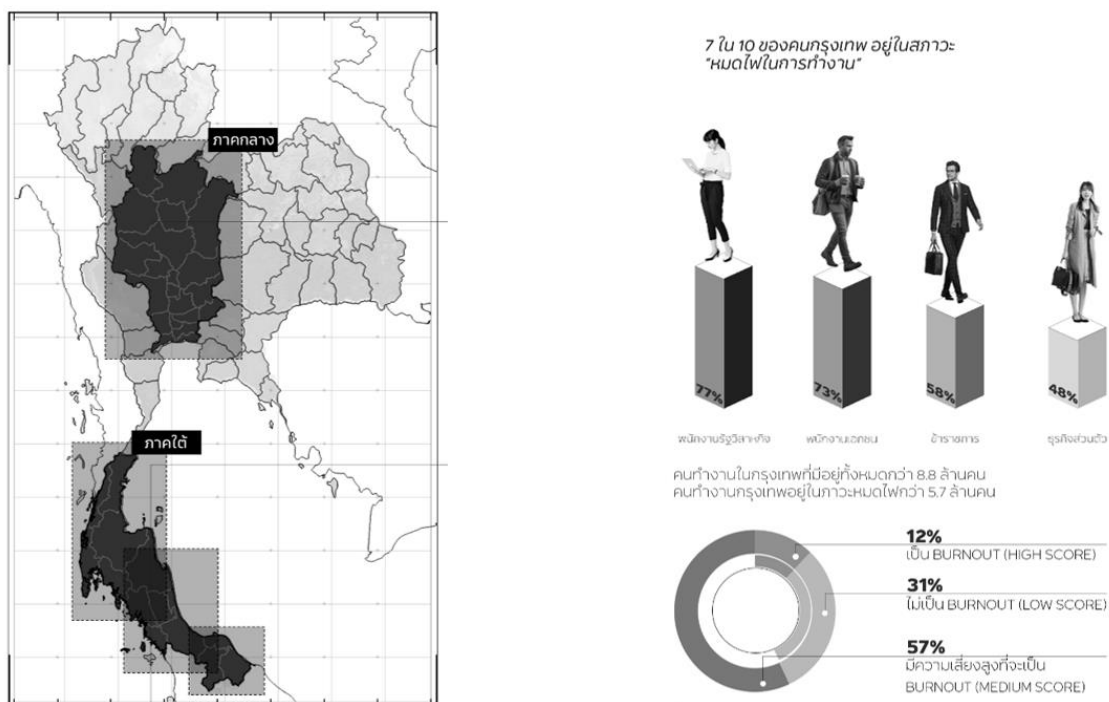 ภาคกลาง
ภาคใต้
7 ใน 10 ของคนกรุงเทพ อยู่ในสภาวะ
"หมดไฟในการทำงาน"
77%
73%
58%
48%
พนักงานรัฐวิสาหกิจ
พนักงานเอกชน
ข้าราชการ
ธุรกิจส่วนตัว
คนทำงานในกรุงเทพที่มีอยู่ทั้งหมดกว่า 8.8 ล้านคน
คนทำงานกรุงเทพอยู่ในภาวะหมดไฟกว่า 5.7 ล้านคน
12%
เป็น BURNOUT (HIGH SCORE)
31%
ไม่เป็น BURNOUT (LOW SCORE)
57%
มีความเสี่ยงสูงที่จะเป็น
BURNOUT (MEDIUM SCORE)